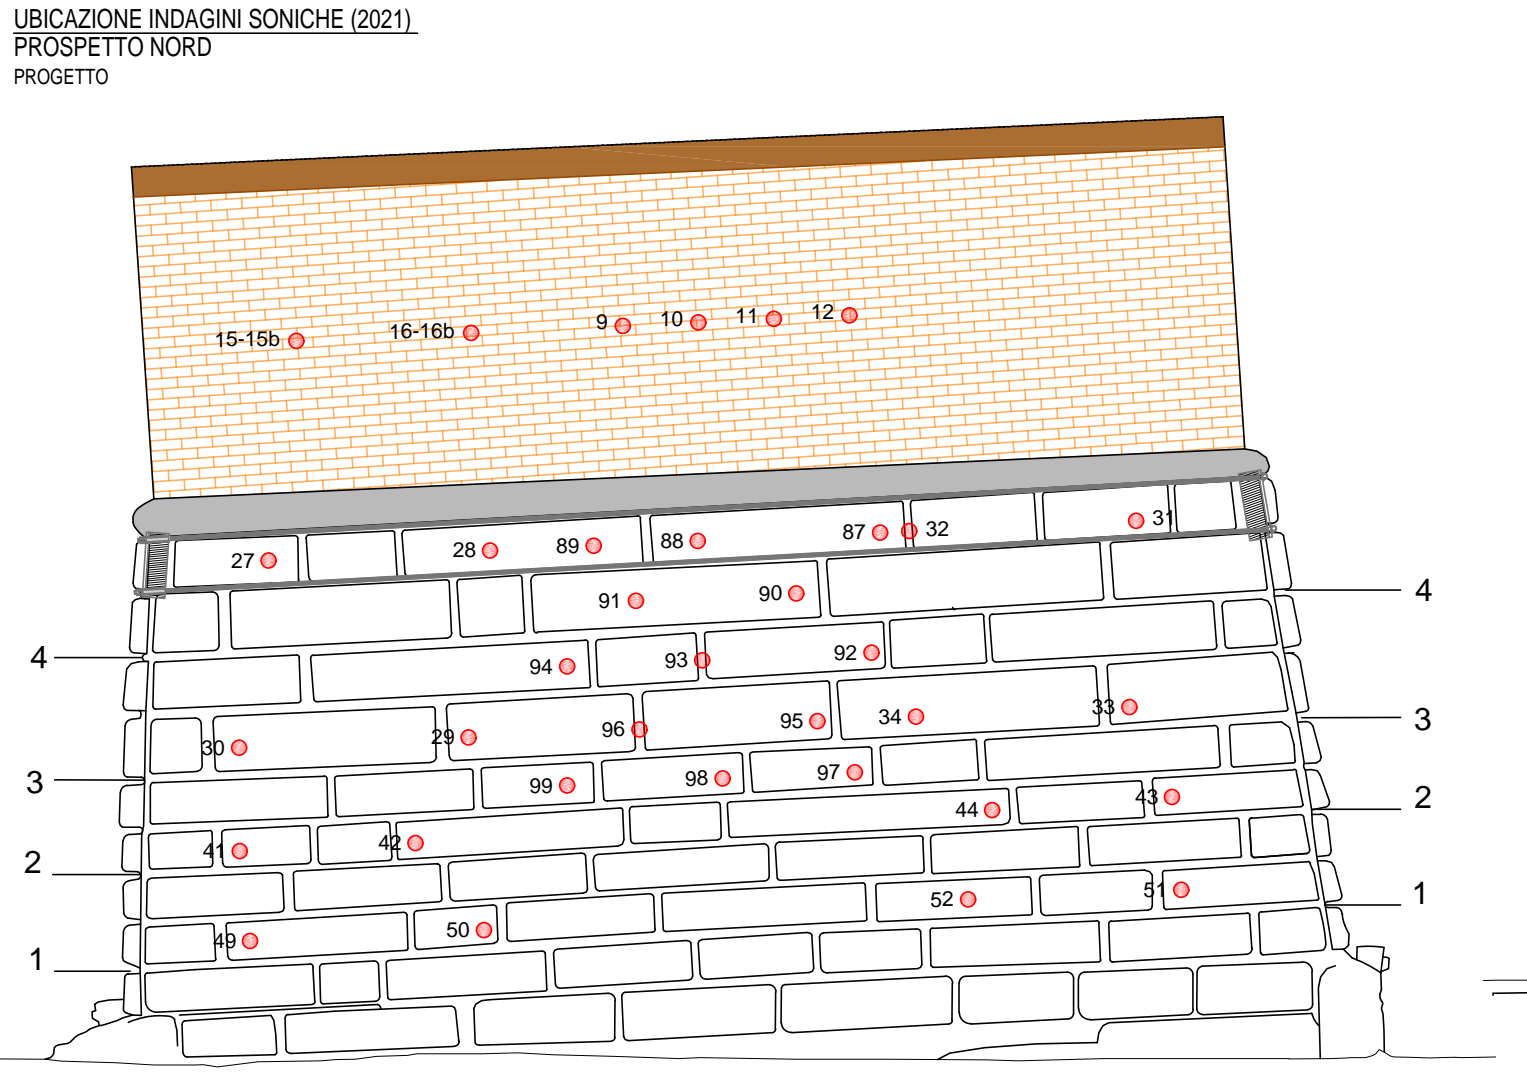 UBICAZIONE INDAGINI SONICHE (2021)
PROSPETTO NORD
PROGETTO
15-15b 16-16b 9 10 11 12
27 28 89 88 87 32 31
91 90 4
4 94 93 92
30 29 96 95 34 33 3
3 99 98 97 44 43 2
2 41 42 52 51 1
1 49 50